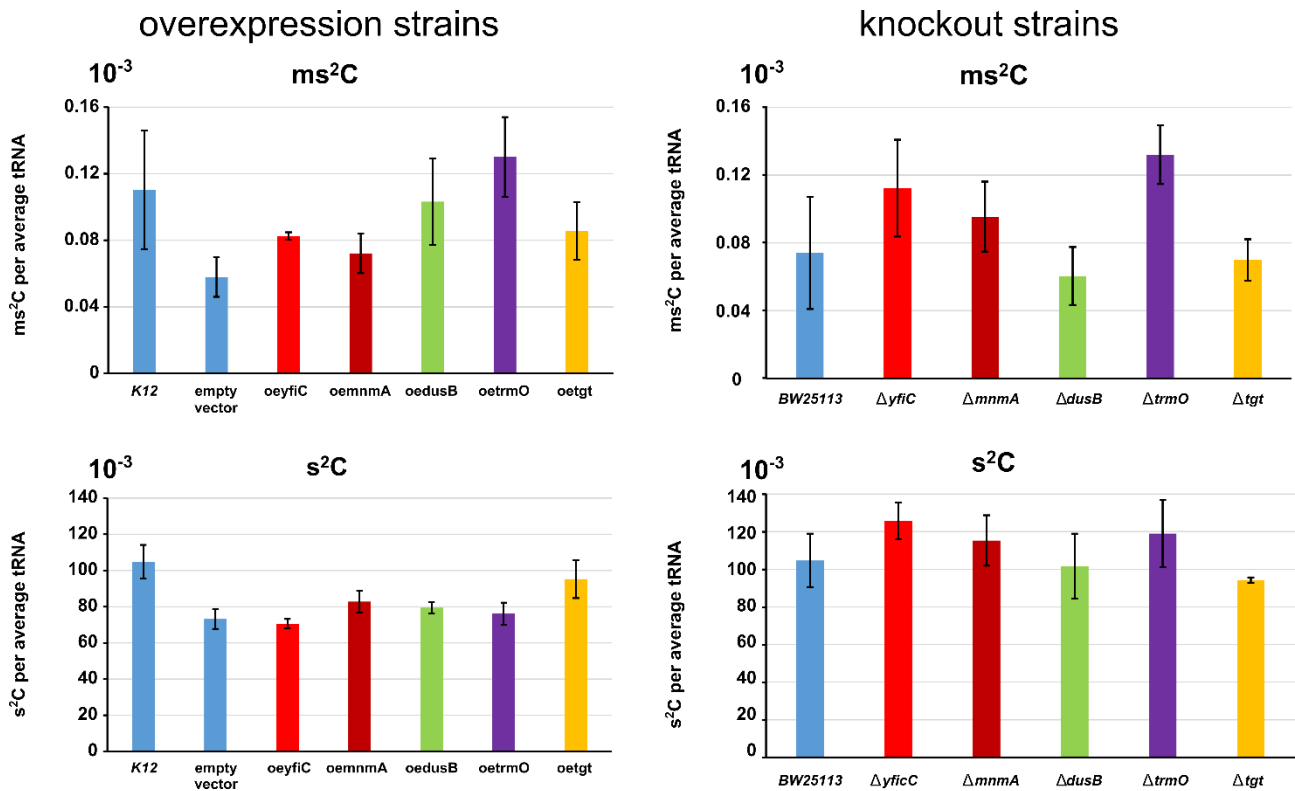 overexpression strains
knockout strains
10⁻³
ms²C
ms²C per average tRNA
0.16
0.12
0.08
0.04
0
K12
empty vector
oeyfiC
oemnmA
oedusB
oetrmO
oetgt
10⁻³
ms²C
ms²C per average tRNA
0.16
0.12
0.08
0.04
0
BW25113
ΔyfiC
ΔmnmA
ΔdusB
ΔtrmO
Δtgt
10⁻³
s²C
s²C per average tRNA
140
120
100
80
60
40
20
0
K12
empty vector
oeyfiC
oemnmA
oedusB
oetrmO
oetgt
10⁻³
s²C
s²C per average tRNA
140
120
100
80
60
40
20
0
BW25113
ΔyficC
ΔmnmA
ΔdusB
ΔtrmO
Δtgt